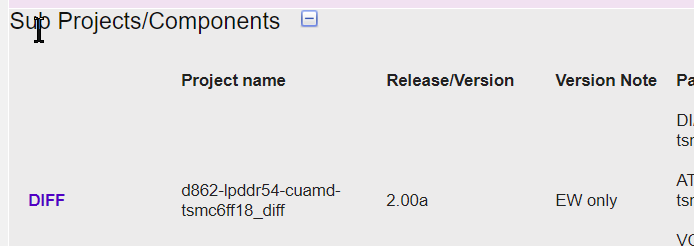 Sub Projects/Components
Project name Release/Version Version Note
DIFF d862-lpddr54-cuamd-
tsmc6ff18_diff 2.00a EW only